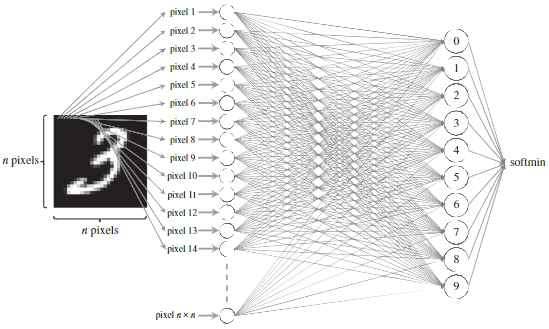 pixel 1
pixel 2
pixel 3
pixel 4
pixel 5
pixel 6
pixel 7
pixel 8
pixel 9
pixel 10
pixel 11
pixel 12
pixel 13
pixel 14
pixel n × n
n pixels
n pixels
0
1
2
3
4
5
6
7
8
9
softmin